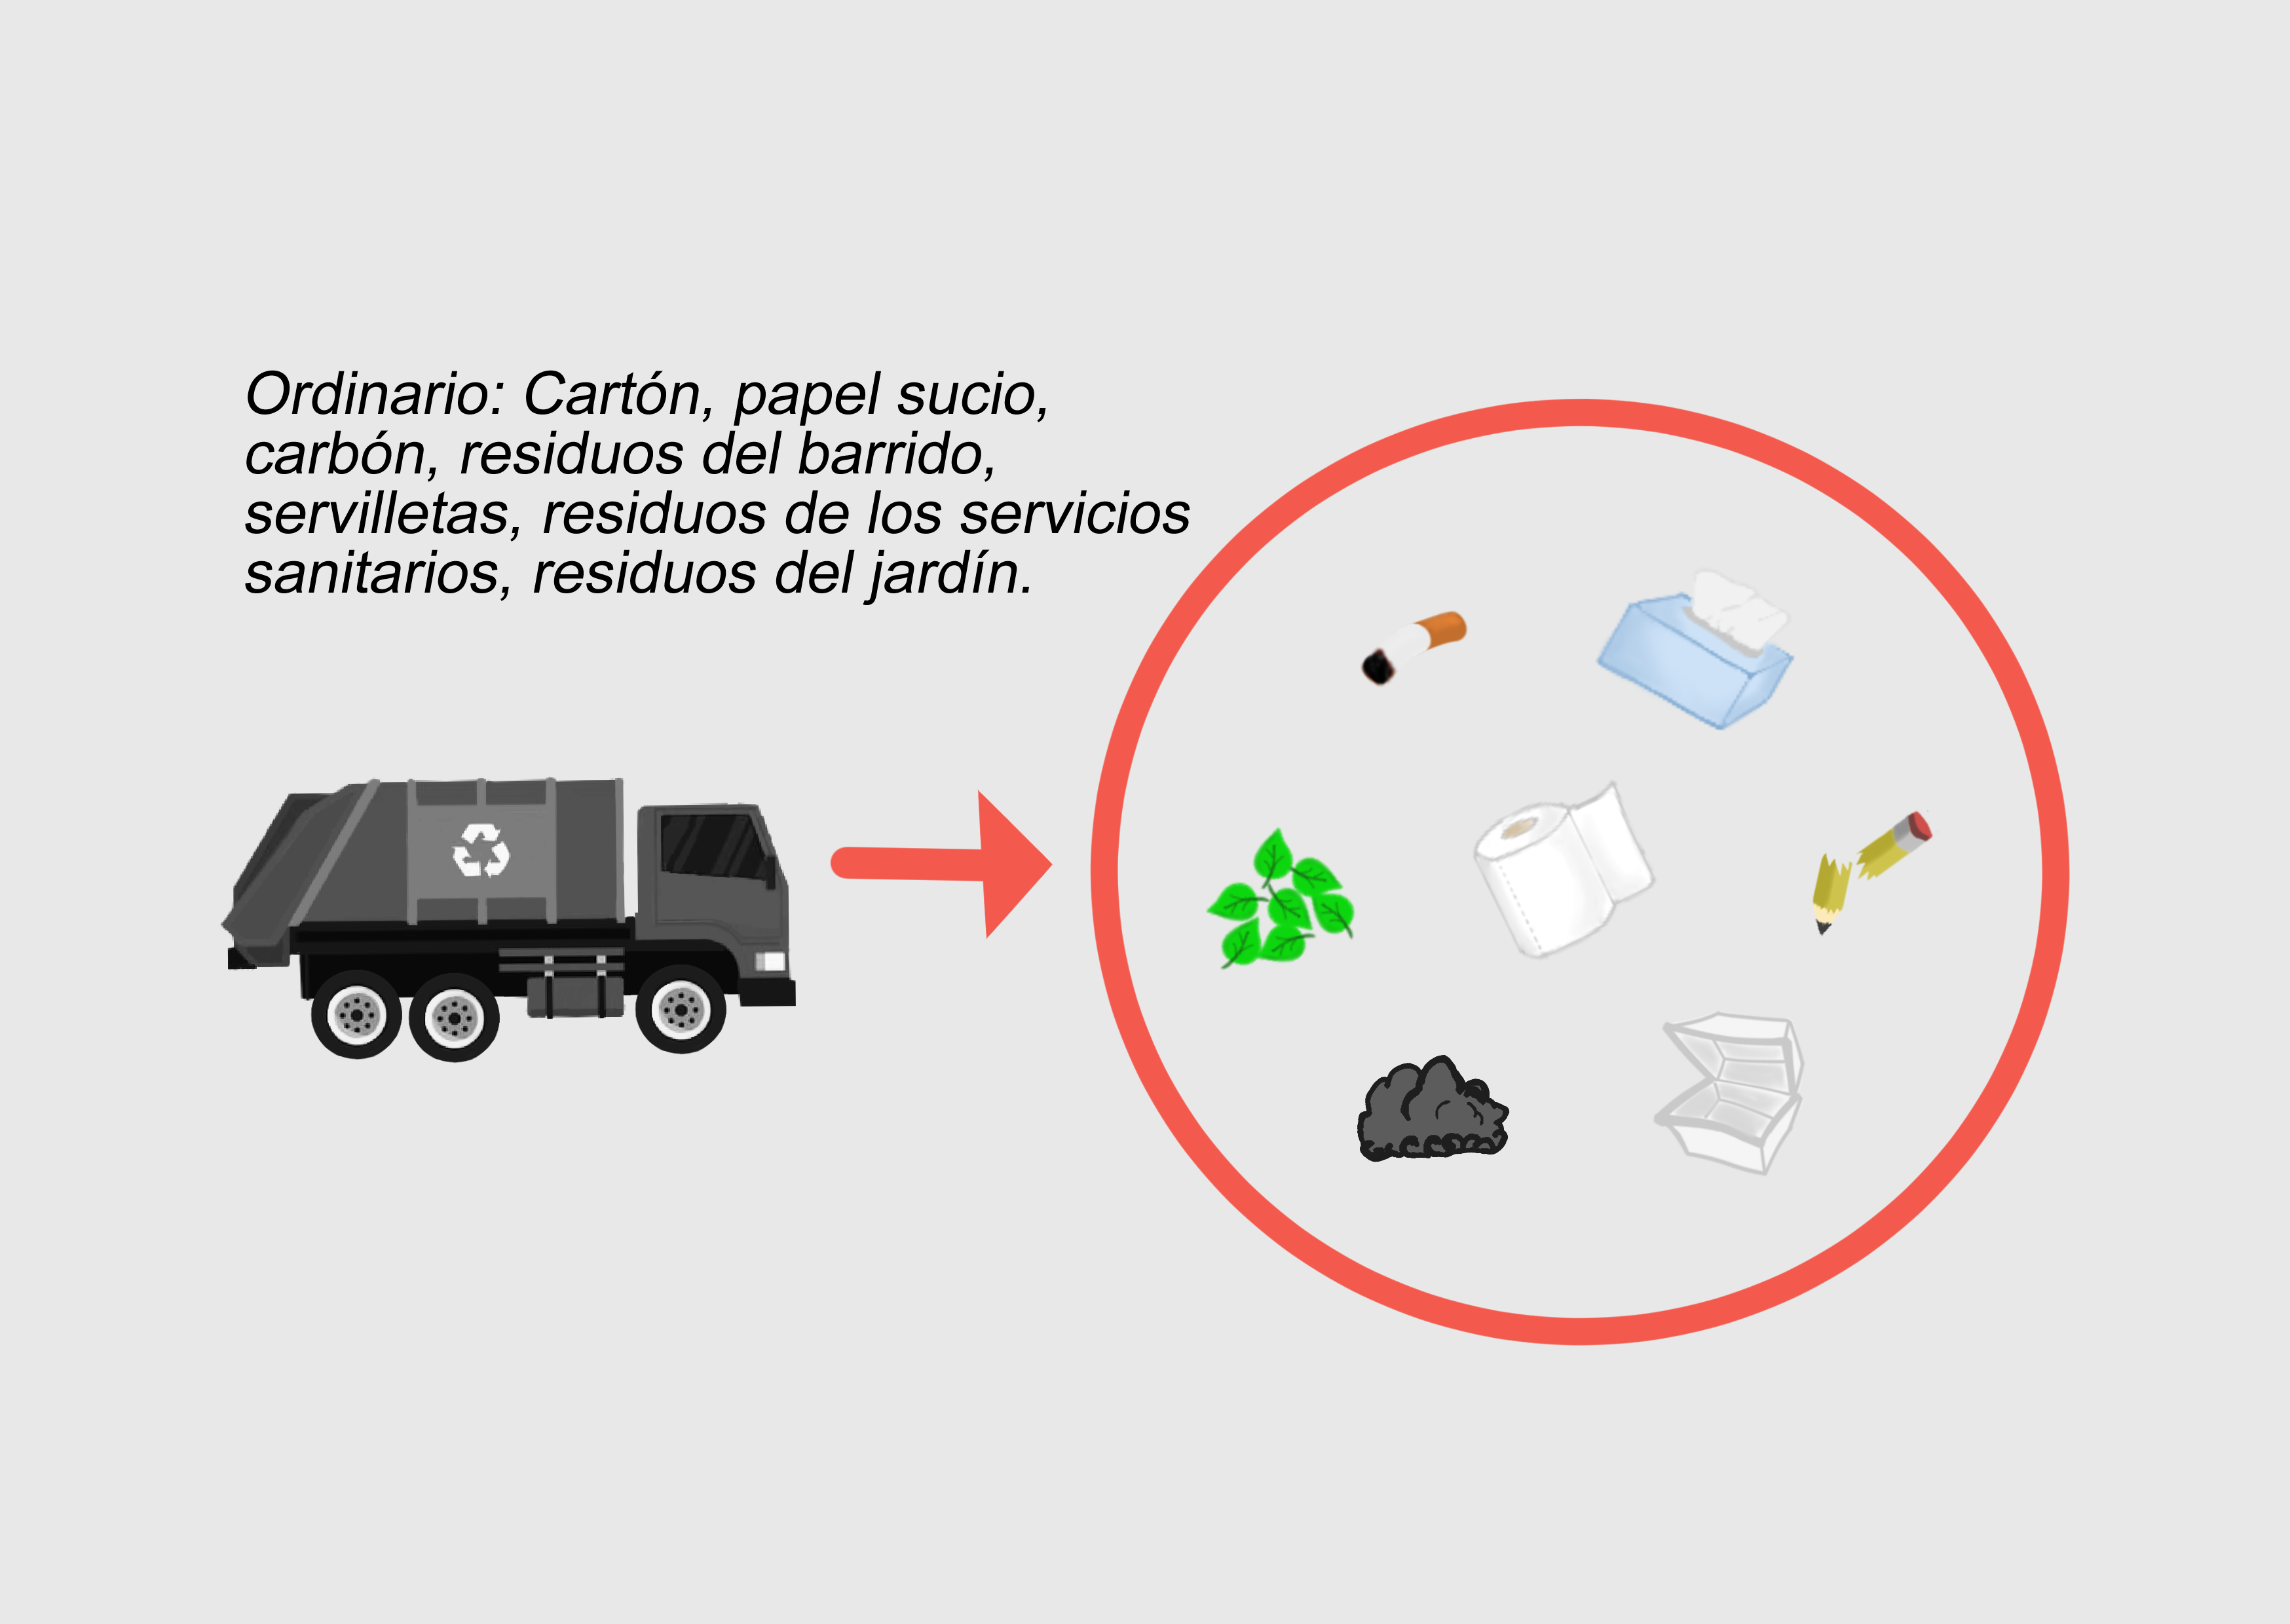 Ordinario: Cartón, papel sucio,
carbón, residuos del barrido,
servilletas, residuos de los servicios
sanitarios, residuos del jardín.